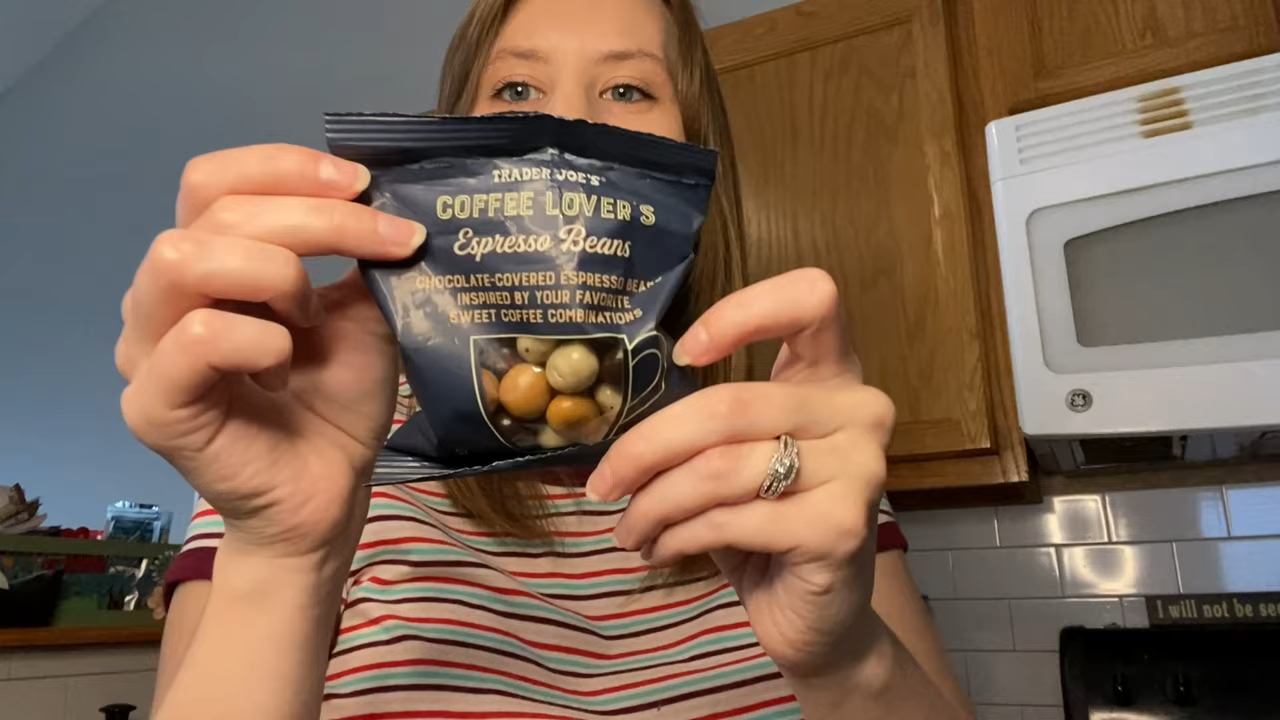 TRADER JOE'S
COFFEE LOVER'S
Espresso Beans
CHOCOLATE-COVERED ESPRESSO BEANS
INSPIRED BY YOUR FAVORITE
SWEET COFFEE COMBINATIONS
GE
I will not be